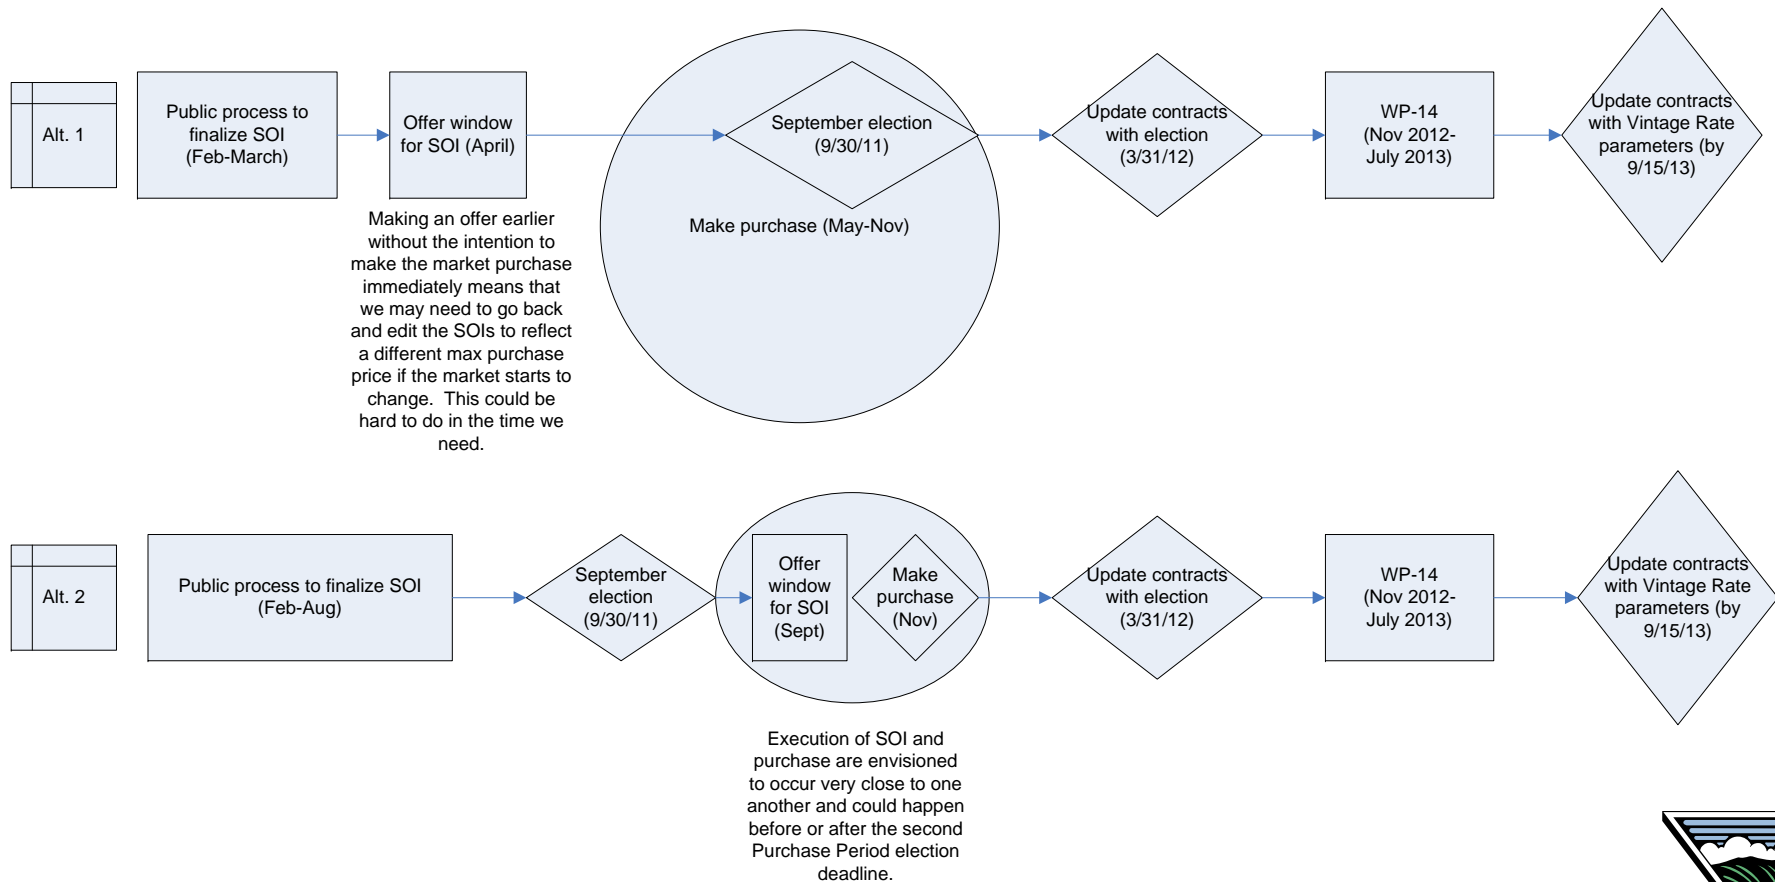 Alt. 1
Public process to
finalize SOI
(Feb-March)
Offer window
for SOI (April)
September election
(9/30/11)
Make purchase (May-Nov)
Update contracts
with election
(3/31/12)
WP-14
(Nov 2012-
July 2013)
Update contracts
with Vintage Rate
parameters (by
9/15/13)
Making an offer earlier
without the intention to
make the market purchase
immediately means that
we may need to go back
and edit the SOIs to reflect
a different max purchase
price if the market starts to
change.  This could be
hard to do in the time we
need.
Alt. 2
Public process to finalize SOI
(Feb-Aug)
September
election
(9/30/11)
Offer
window
for SOI
(Sept)
Make
purchase
(Nov)
Update contracts
with election
(3/31/12)
WP-14
(Nov 2012-
July 2013)
Update contracts
with Vintage Rate
parameters (by
9/15/13)
Execution of SOI and
purchase are envisioned
to occur very close to one
another and could happen
before or after the second
Purchase Period election
deadline.